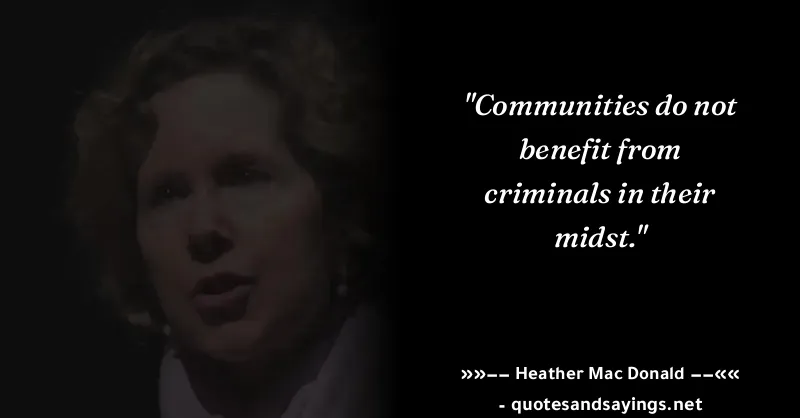 "Communities do not
benefit from
criminals in their
midst."
»»–– Heather Mac Donald ––««
- quotesandsayings.net